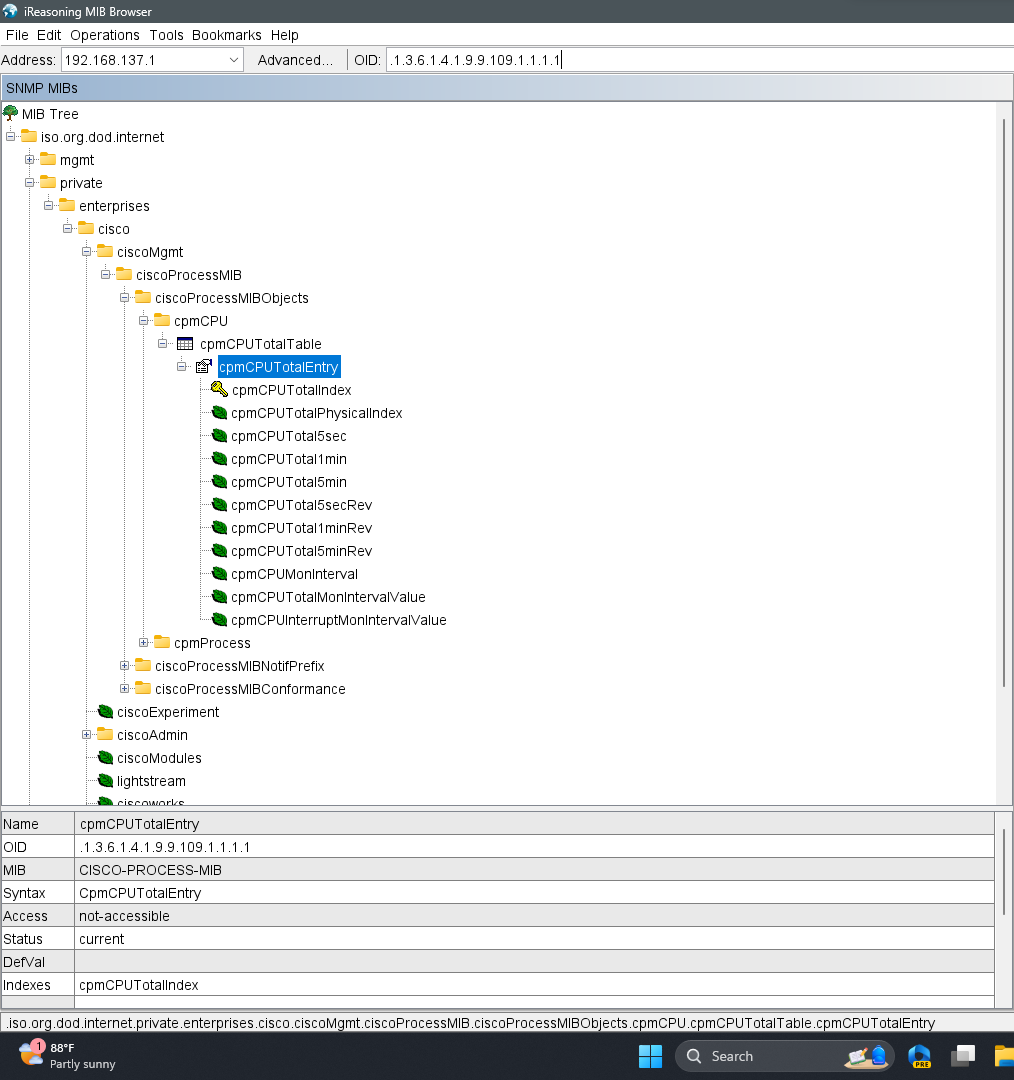 iReasoning MIB Browser
File Edit Operations Tools Bookmarks Help
Address: 192.168.137.1 Advanced... OID: .1.3.6.1.4.1.9.9.109.1.1.1.1
SNMP MIBs
MIB Tree
iso.org.dod.internet
mgmt
private
enterprises
cisco
ciscoMgmt
ciscoProcessMIB
ciscoProcessMIBObjects
cpmCPU
cpmCPUTotalTable
cpmCPUTotalEntry
cpmCPUTotalIndex
cpmCPUTotalPhysicalIndex
cpmCPUTotal5sec
cpmCPUTotal1min
cpmCPUTotal5min
cpmCPUTotal5secRev
cpmCPUTotal1minRev
cpmCPUTotal5minRev
cpmCPUMonInterval
cpmCPUTotalMonIntervalValue
cpmCPUInterruptMonIntervalValue
cpmProcess
ciscoProcessMIBNotifPrefix
ciscoProcessMIBConformance
ciscoExperiment
ciscoAdmin
ciscoModules
lightstream
ciscoworks
Name cpmCPUTotalEntry
OID .1.3.6.1.4.1.9.9.109.1.1.1.1
MIB CISCO-PROCESS-MIB
Syntax CpmCPUTotalEntry
Access not-accessible
Status current
DefVal
Indexes cpmCPUTotalIndex
.iso.org.dod.internet.private.enterprises.cisco.ciscoMgmt.ciscoProcessMIB.ciscoProcessMIBObjects.cpmCPU.cpmCPUTotalTable.cpmCPUTotalEntry
1
88°F
Partly sunny
Search
PRE